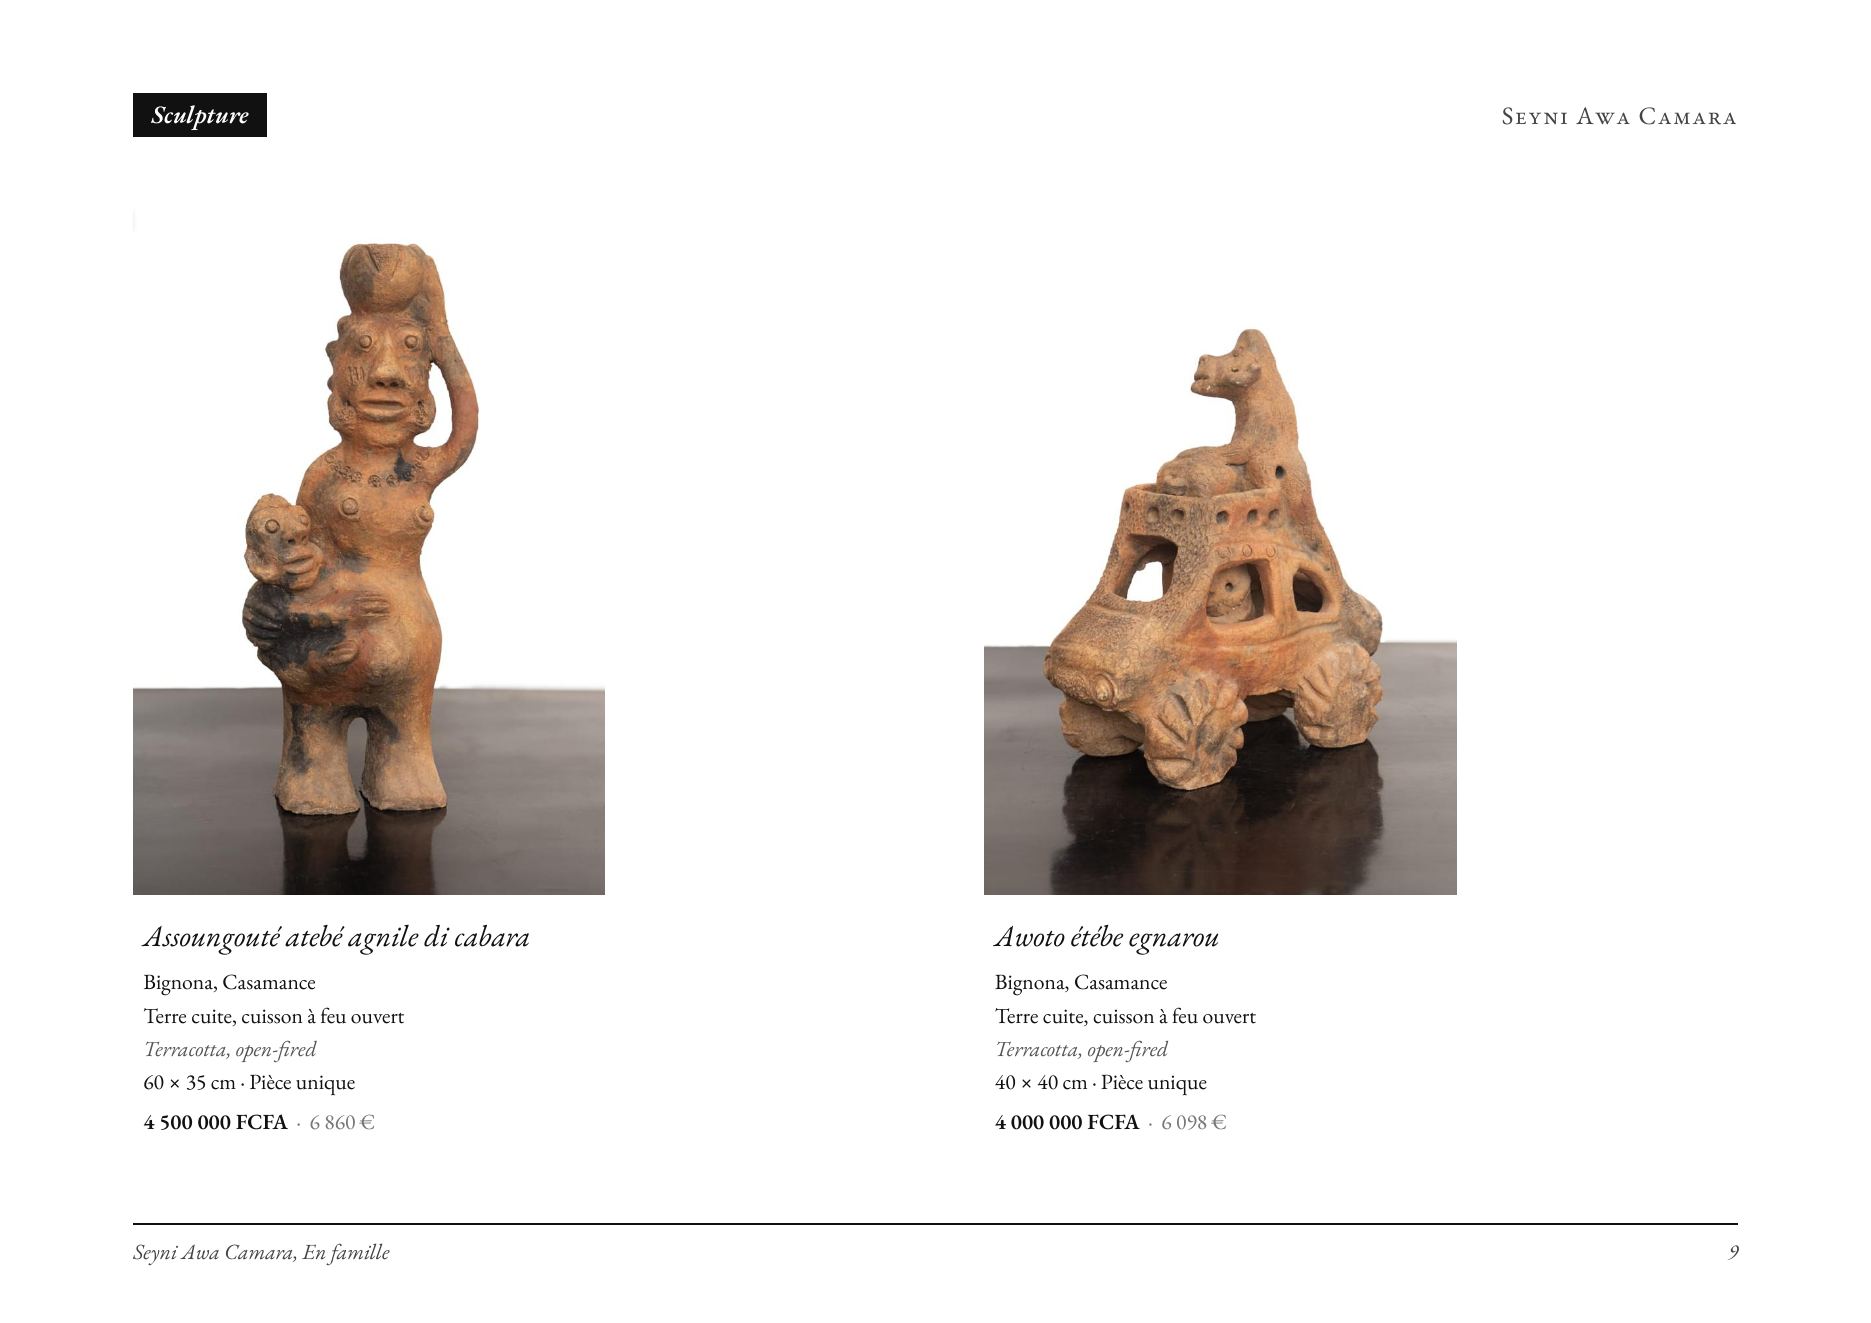 Sculpture
Seyni Awa Camara
Assoungouté atebé agnile di cabara
Bignona, Casamance
Terre cuite, cuisson à feu ouvert
Terracotta, open-fired
60 × 35 cm · Pièce unique
4 500 000 FCFA · 6 860 €
Awoto étébe egnarou
Bignona, Casamance
Terre cuite, cuisson à feu ouvert
Terracotta, open-fired
40 × 40 cm · Pièce unique
4 000 000 FCFA · 6 098 €
Seyni Awa Camara, En famille
9